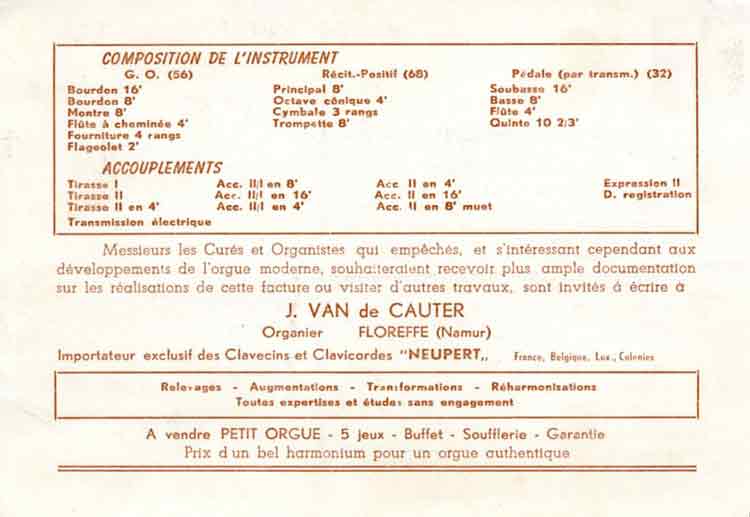 COMPOSITION DE L'INSTRUMENT
G. O. (56) Récit.-Positif (68) Pédale (par transm.) (32)
Bourdon 16' Principal 8' Soubasse 16'
Bourdon 8' Octave cônique 4' Basse 8'
Montre 8' Cymbale 3 rangs Flûte 4'
Flûte à cheminée 4' Trompette 8' Quinte 10 2/3'
Fourniture 4 rangs
Flageolet 2'
ACCOUPLEMENTS
Tirasse I Acc. II/I en 8' Acc II en 4' Expression II
Tirasse II Acc. II/I en 16' Acc. II en 16' D. registration
Tirasse II en 4' Acc. II/I en 4' Acc. II en 8' muet
Transmission électrique
Messieurs les Curés et Organistes qui empêchés, et s'intéressant cependant aux
développements de l'orgue moderne, souhaiteraient recevoir plus ample documentation
sur les réalisations de cette facture ou visiter d'autres travaux, sont invités à écrire à
J. VAN de CAUTER
Organier FLOREFFE (Namur)
Importateur exclusif des Clavecins et Clavicordes "NEUPERT„ France, Belgique, Lux., Colonies
Relevages - Augmentations - Transformations - Réharmonisations
Toutes expertises et études sans engagement
A vendre PETIT ORGUE - 5 jeux - Buffet - Soufflerie - Garantie
Prix d'un bel harmonium pour un orgue authentique